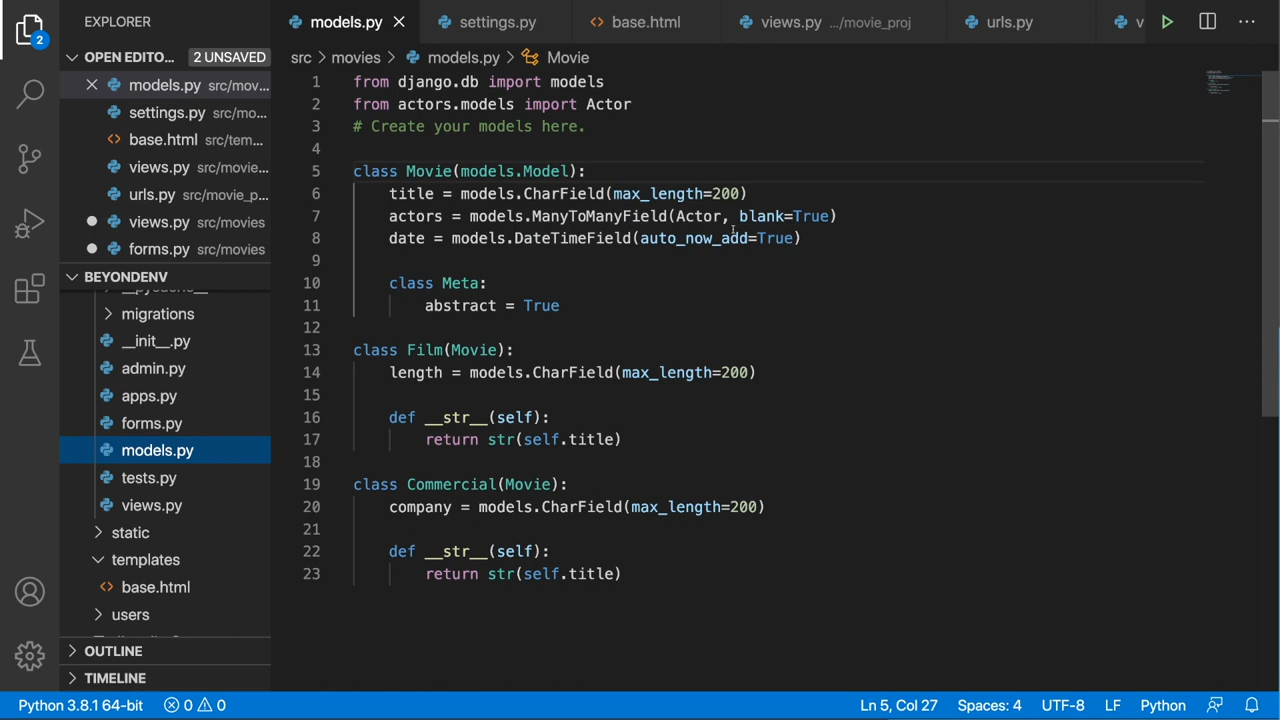 EXPLORER
models.py
settings.py
base.html
views.py .../movie_proj
urls.py
v
2
OPEN EDITO... 2 UNSAVED
models.py src/mov...
settings.py src/mo...
base.html src/tem...
views.py src/movie...
urls.py src/movie_p...
views.py src/movies
forms.py src/movies
BEYONDENV
migrations
__init__.py
admin.py
apps.py
forms.py
models.py
tests.py
views.py
static
templates
base.html
users
OUTLINE
TIMELINE
src > movies > models.py > Movie
1 from django.db import models
2 from actors.models import Actor
3 # Create your models here.
4
5 class Movie(models.Model):
6 title = models.CharField(max_length=200)
7 actors = models.ManyToManyField(Actor, blank=True)
8 date = models.DateTimeField(auto_now_add=True)
9
10 class Meta:
11 abstract = True
12
13 class Film(Movie):
14 length = models.CharField(max_length=200)
15
16 def __str__(self):
17 return str(self.title)
18
19 class Commercial(Movie):
20 company = models.CharField(max_length=200)
21
22 def __str__(self):
23 return str(self.title)
Python 3.8.1 64-bit 0 0 Ln 5, Col 27 Spaces: 4 UTF-8 LF Python